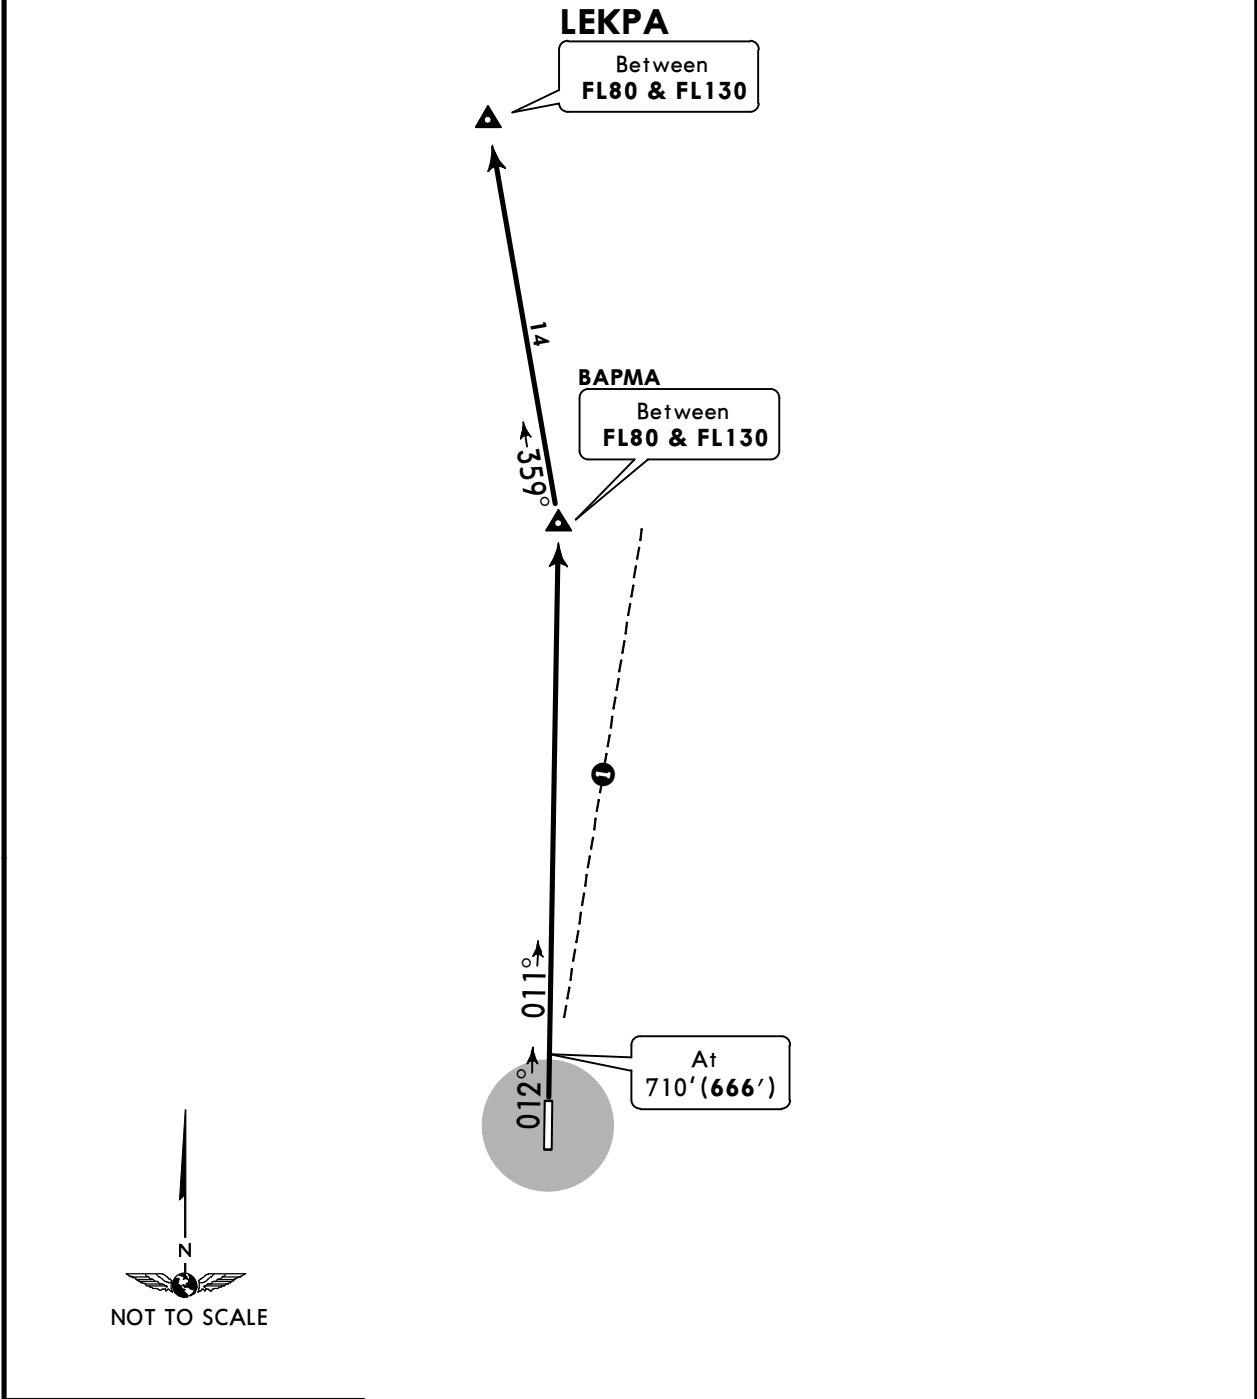 LEKPA
Between
FL80 & FL130
14
BAPMA
Between
FL80 & FL130
359°
1
011°
At
710'(666')
012°
N
NOT TO SCALE